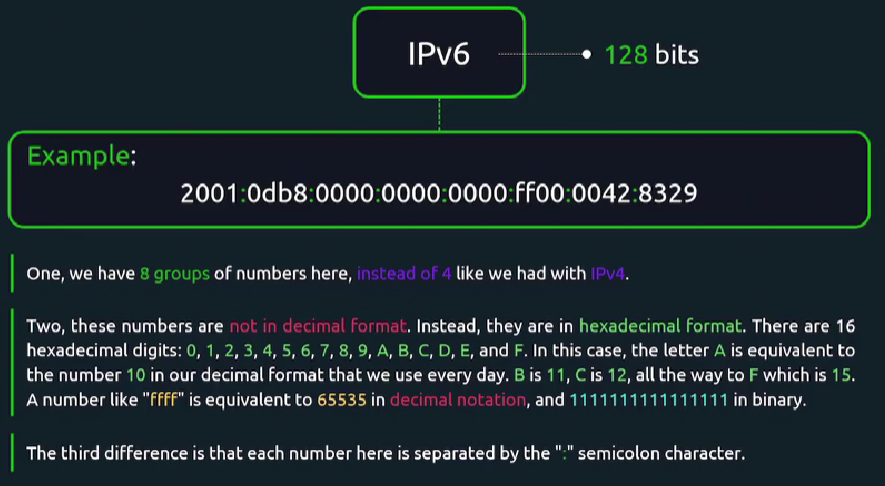 IPv6
128 bits
Example:
2001:0db8:0000:0000:0000:ff00:0042:8329
One, we have 8 groups of numbers here, instead of 4 like we had with IPv4.
Two, these numbers are not in decimal format. Instead, they are in hexadecimal format. There are 16
hexadecimal digits: 0, 1, 2, 3, 4, 5, 6, 7, 8, 9, A, B, C, D, E, and F. In this case, the letter A is equivalent to
the number 10 in our decimal format that we use every day. B is 11, C is 12, all the way to F which is 15.
A number like "ffff" is equivalent to 65535 in decimal notation, and 1111111111111111 in binary.
The third difference is that each number here is separated by the ":" semicolon character.